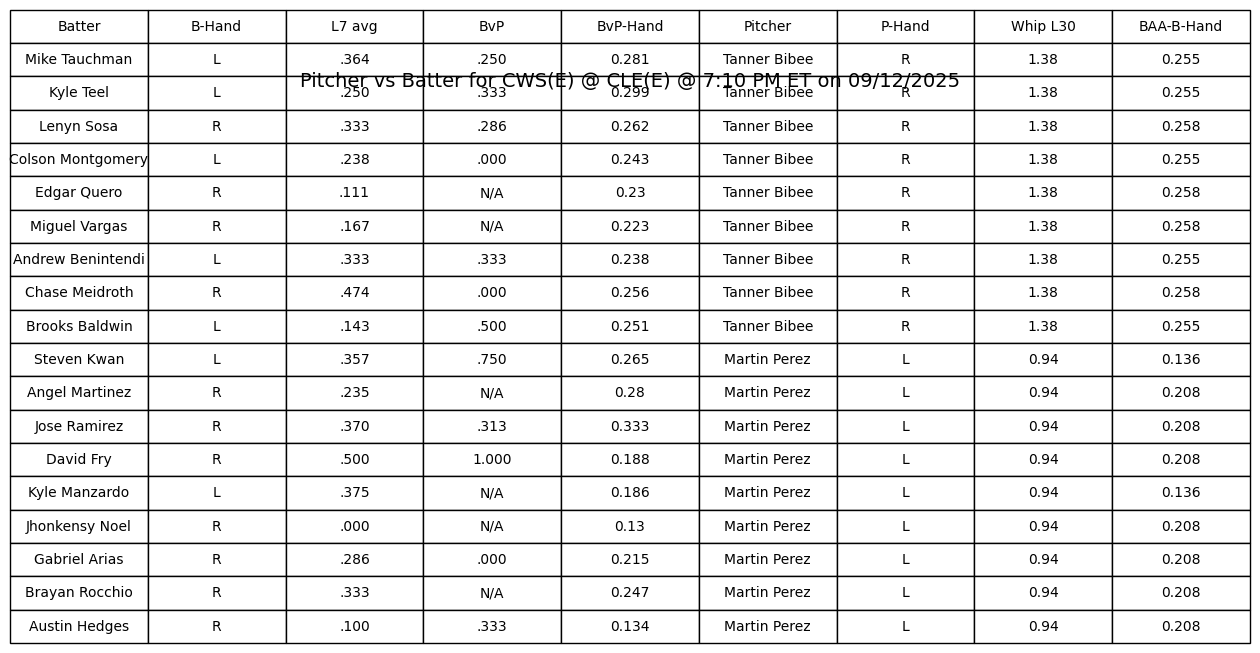 Batter B-Hand L7 avg BvP BvP-Hand Pitcher P-Hand Whip L30 BAA-B-Hand
Mike Tauchman L .364 .250 0.281 Tanner Bibee R 1.38 0.255
Pitcher vs Batter for CWS(E) @ CLE(E) @ 7:10 PM ET on 09/12/2025
Kyle Teel L .250 .333 0.299 Tanner Bibee R 1.38 0.255
Lenyn Sosa R .333 .286 0.262 Tanner Bibee R 1.38 0.258
Colson Montgomery L .238 .000 0.243 Tanner Bibee R 1.38 0.255
Edgar Quero R .111 N/A 0.23 Tanner Bibee R 1.38 0.258
Miguel Vargas R .167 N/A 0.223 Tanner Bibee R 1.38 0.258
Andrew Benintendi L .333 .333 0.238 Tanner Bibee R 1.38 0.255
Chase Meidroth R .474 .000 0.256 Tanner Bibee R 1.38 0.258
Brooks Baldwin L .143 .500 0.251 Tanner Bibee R 1.38 0.255
Steven Kwan L .357 .750 0.265 Martin Perez L 0.94 0.136
Angel Martinez R .235 N/A 0.28 Martin Perez L 0.94 0.208
Jose Ramirez R .370 .313 0.333 Martin Perez L 0.94 0.208
David Fry R .500 1.000 0.188 Martin Perez L 0.94 0.208
Kyle Manzardo L .375 N/A 0.186 Martin Perez L 0.94 0.136
Jhonkensy Noel R .000 N/A 0.13 Martin Perez L 0.94 0.208
Gabriel Arias R .286 .000 0.215 Martin Perez L 0.94 0.208
Brayan Rocchio R .333 N/A 0.247 Martin Perez L 0.94 0.208
Austin Hedges R .100 .333 0.134 Martin Perez L 0.94 0.208